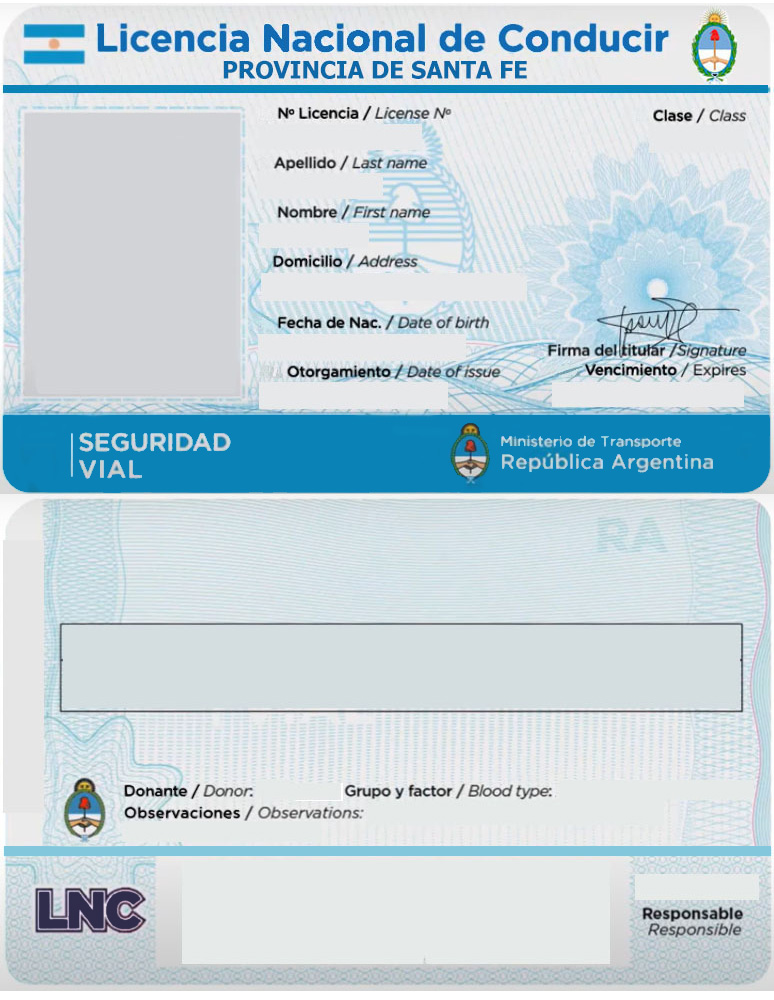 Licencia Nacional de Conducir
PROVINCIA DE SANTA FE
Nº Licencia / License Nº
Clase / Class
Apellido / Last name
Nombre / First name
Domicilio / Address
Fecha de Nac. / Date of birth
Firma del titular /Signature
Otorgamiento / Date of issue
Vencimiento / Expires
SEGURIDAD
VIAL
Ministerio de Transporte
República Argentina
RA
Donante / Donor:
Grupo y factor / Blood type:
Observaciones / Observations:
LNC
Responsable
Responsible